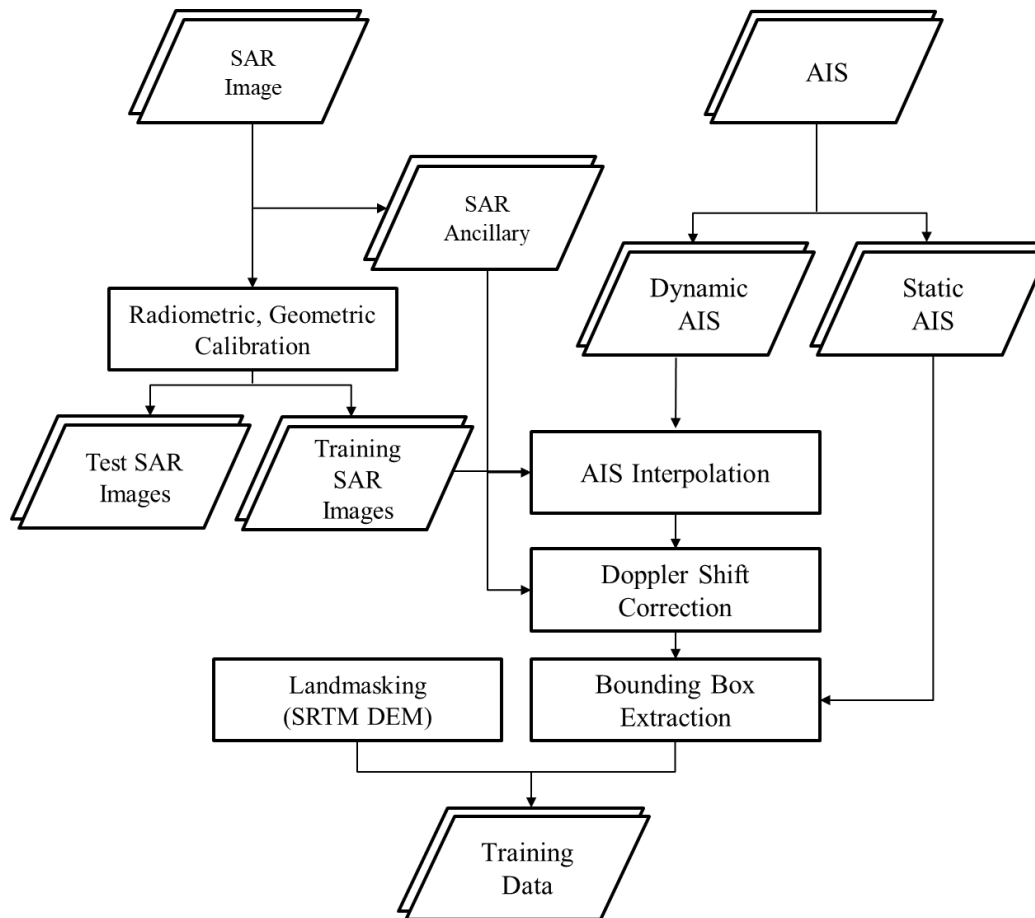 SAR
Image
AIS
SAR
Ancillary
Dynamic
AIS
Static
AIS
Radiometric, Geometric
Calibration
Test SAR
Images
Training
SAR
Images
AIS Interpolation
Doppler Shift
Correction
Landmasking
(SRTM DEM)
Bounding Box
Extraction
Training
Data